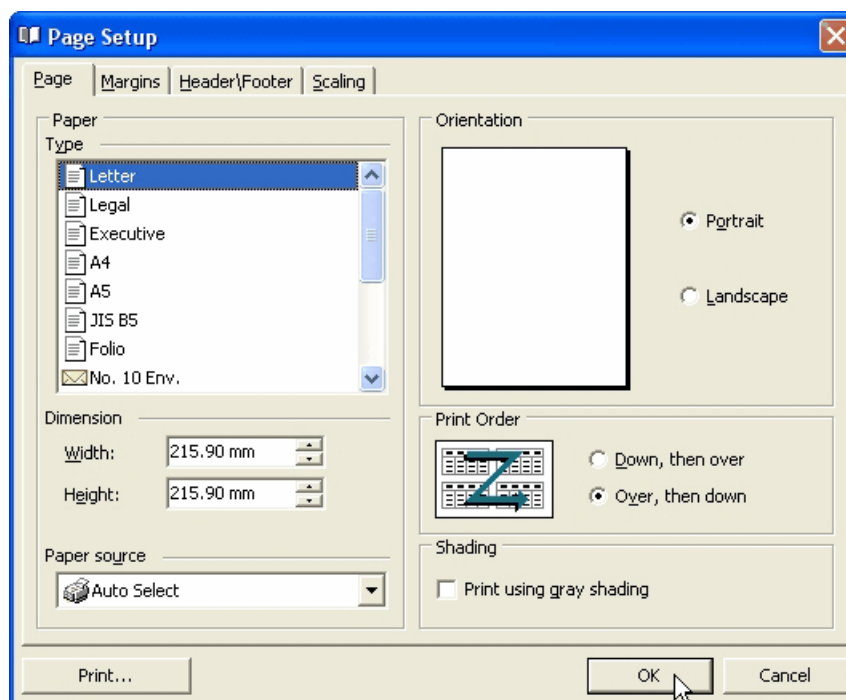 Page Setup
Page Margins Header\Footer Scaling
Paper
Type
Letter
Legal
Executive
A4
A5
JIS B5
Folio
No. 10 Env.
Dimension
Width: 215.90 mm
Height: 215.90 mm
Paper source
Auto Select
Orientation
Portrait
Landscape
Print Order
Down, then over
Over, then down
Shading
Print using gray shading
Print... OK Cancel